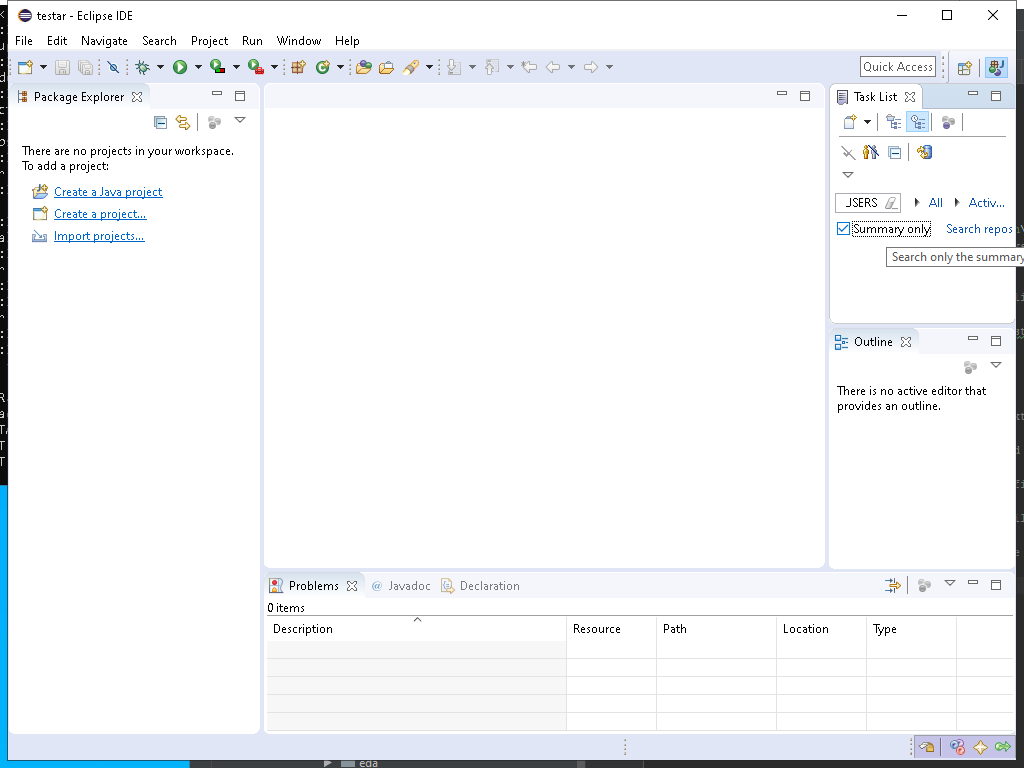 testar - Eclipse IDE
File Edit Navigate Search Project Run Window Help
Quick Access
Package Explorer
There are no projects in your workspace.
To add a project:
Create a Java project
Create a project...
Import projects...
Task List
JSERS All Activ...
Summary only Search repos
Search only the summary
Outline
There is no active editor that
provides an outline.
Problems @ Javadoc Declaration
0 items
Description Resource Path Location Type
eda